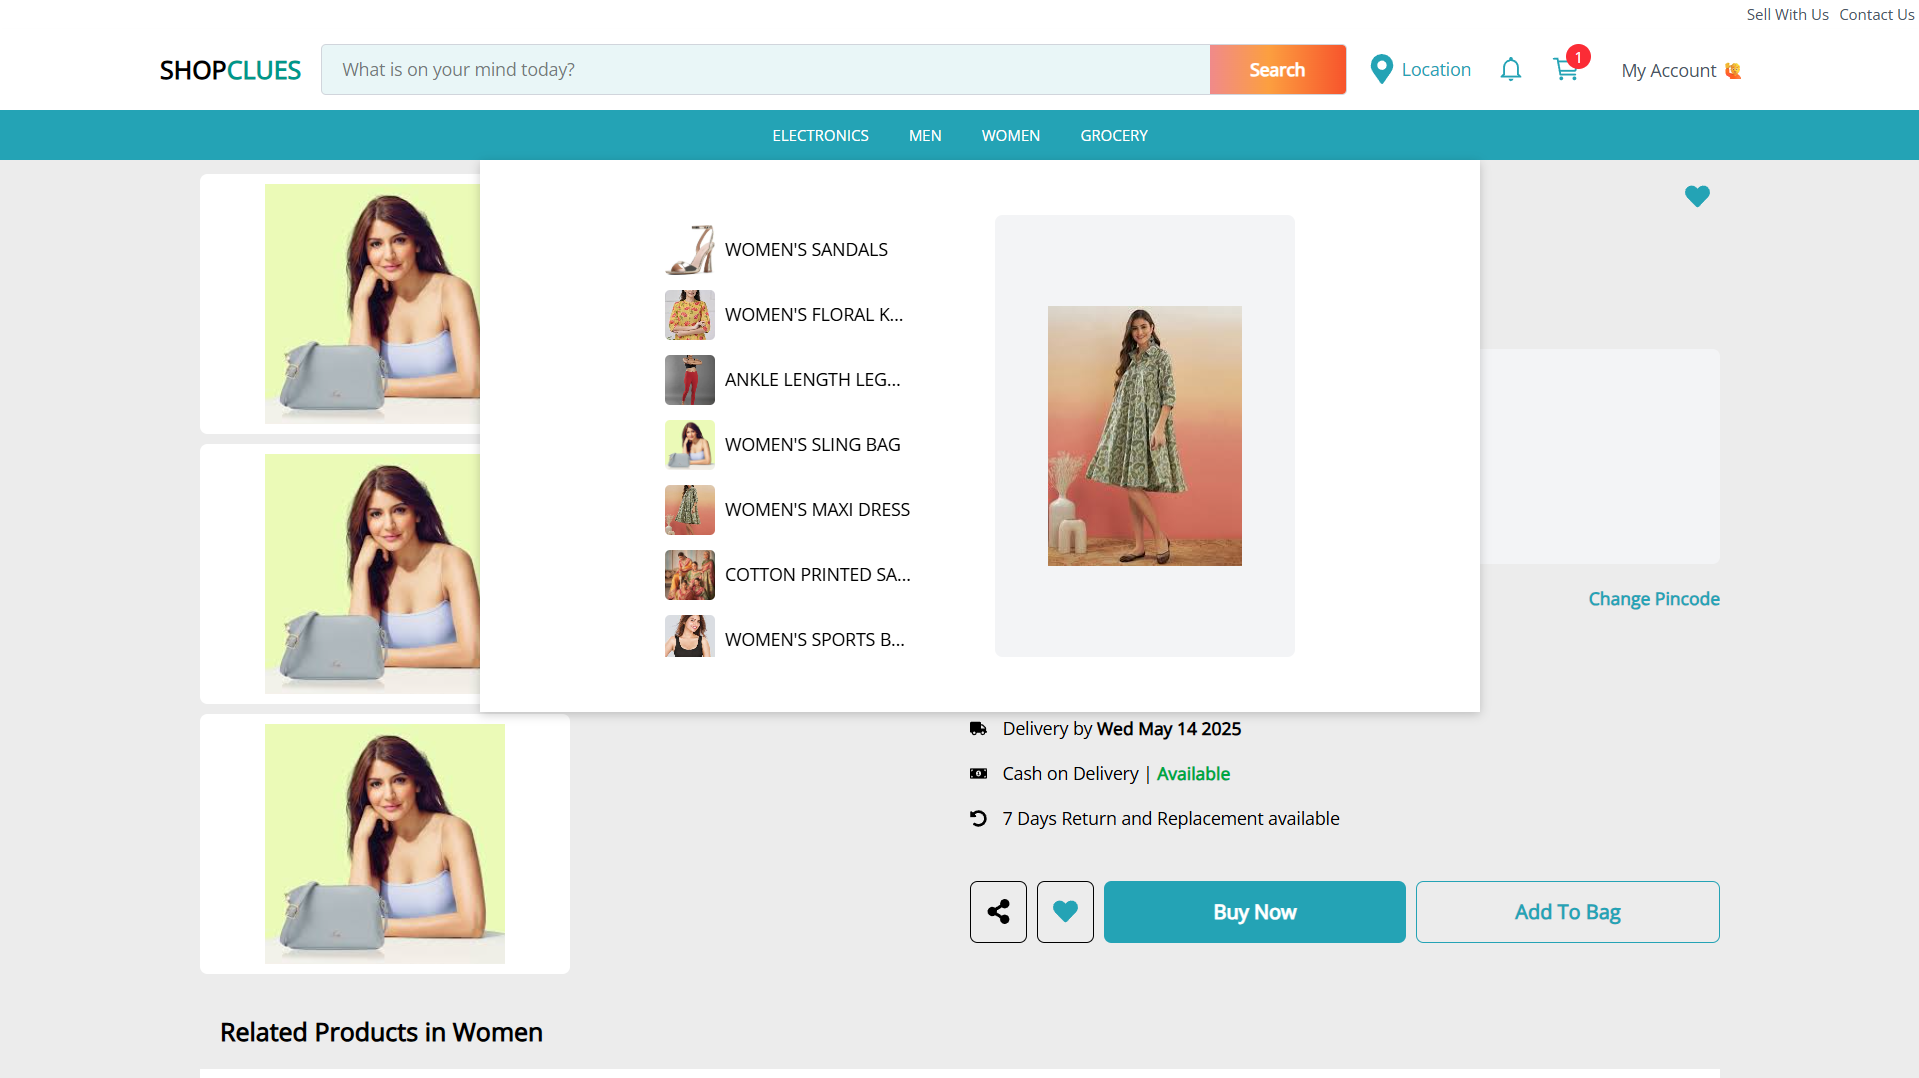 Sell With Us Contact Us
SHOPCLUES
What is on your mind today?
Search
Location
1
My Account
ELECTRONICS MEN WOMEN GROCERY
WOMEN'S SANDALS
WOMEN'S FLORAL K...
ANKLE LENGTH LEG...
WOMEN'S SLING BAG
WOMEN'S MAXI DRESS
COTTON PRINTED SA...
WOMEN'S SPORTS B...
Change Pincode
Delivery by Wed May 14 2025
Cash on Delivery | Available
7 Days Return and Replacement available
Buy Now
Add To Bag
Related Products in Women